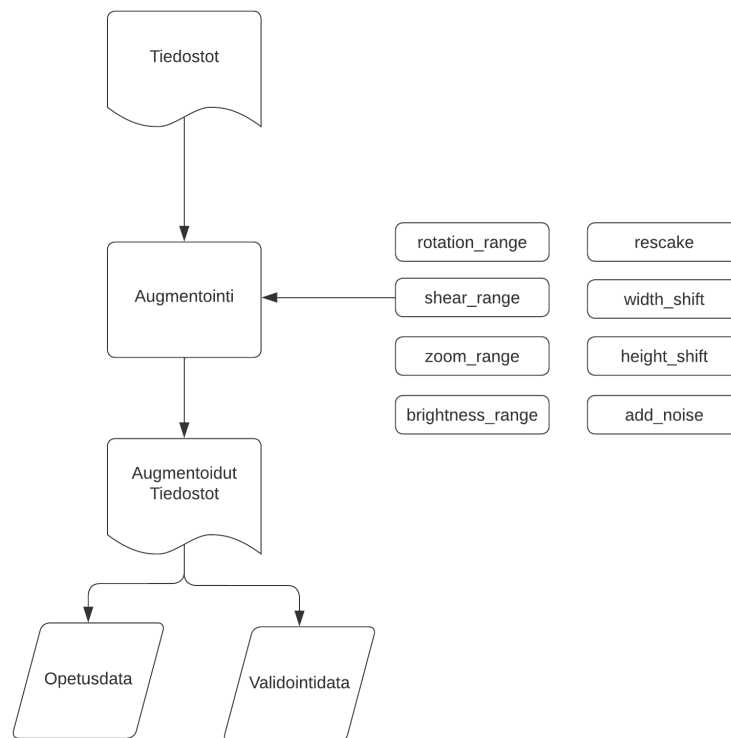 Tiedostot
Augmentointi
rotation_range
rescake
shear_range
width_shift
zoom_range
height_shift
brightness_range
add_noise
Augmentoidut
Tiedostot
Opetusdata
Validointidata